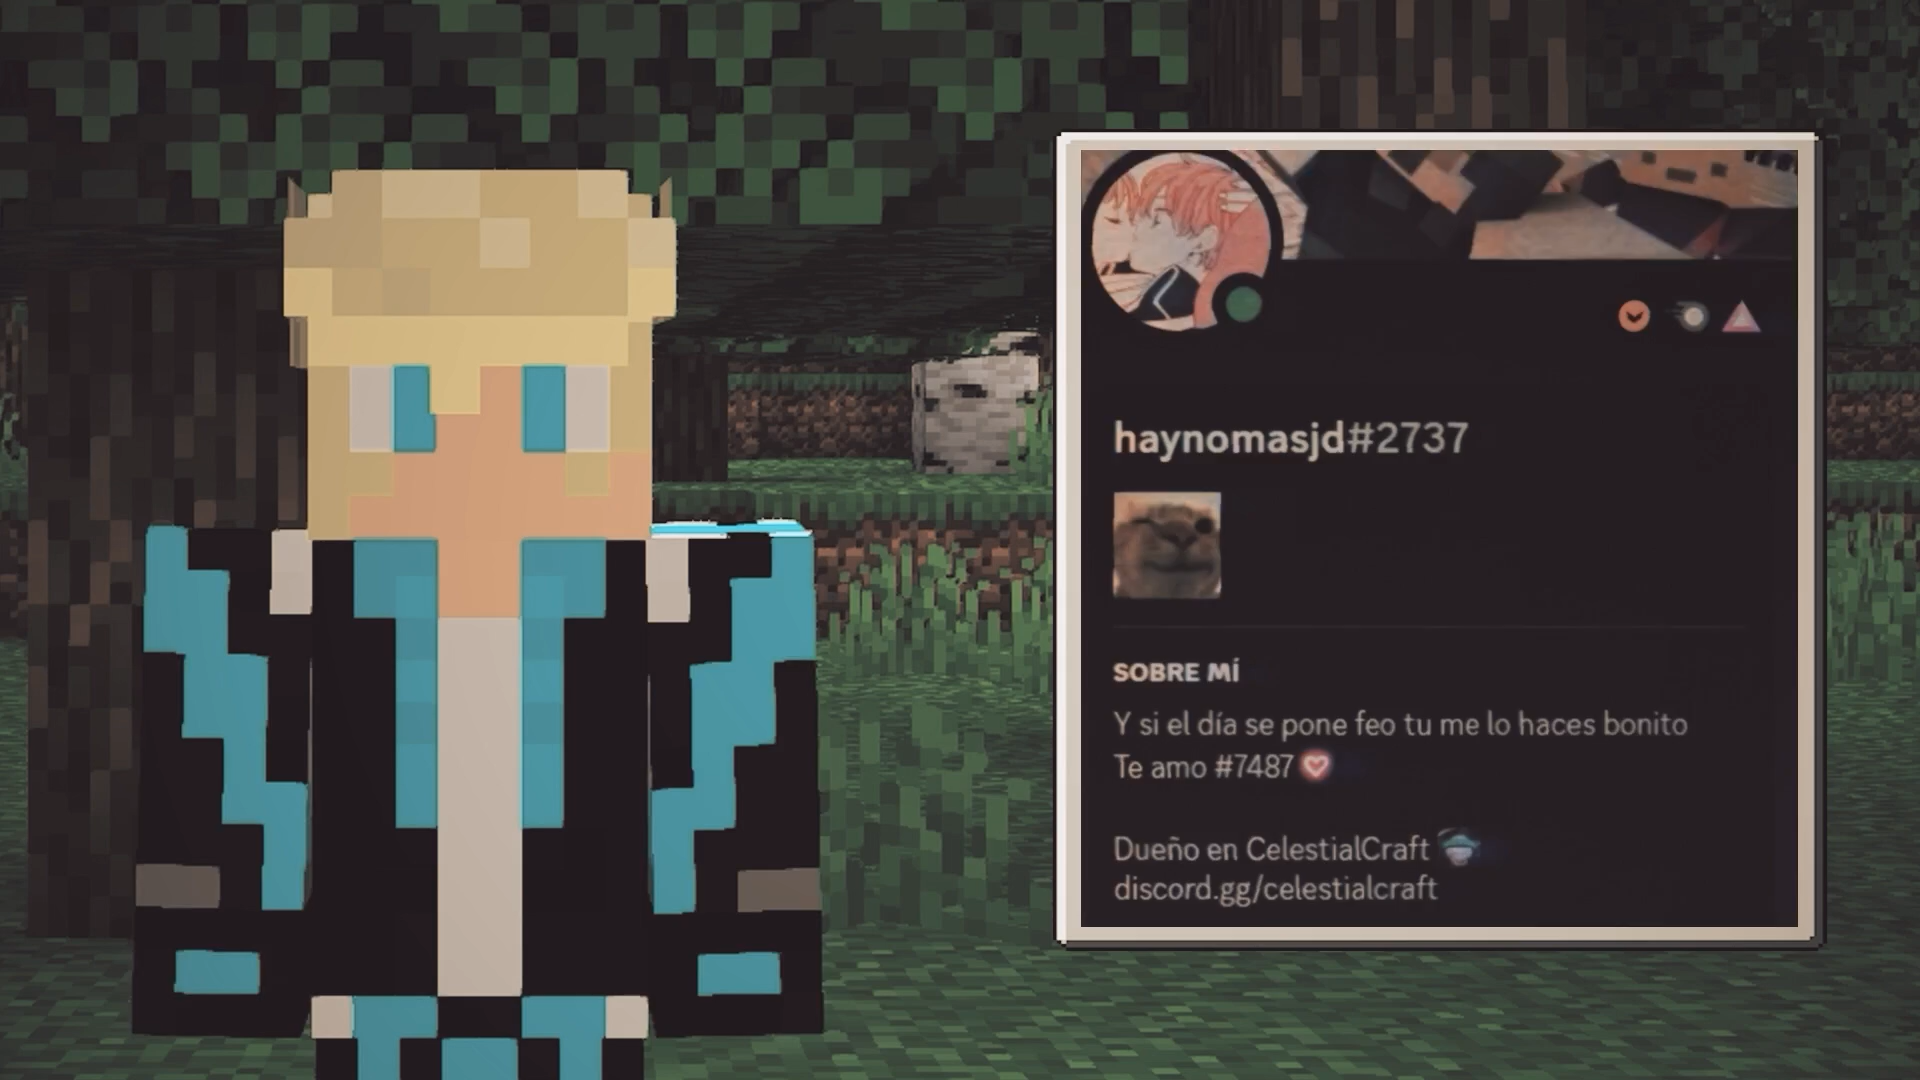 haynomasjd#2737
SOBRE MÍ
Y si el día se pone feo tu me lo haces bonito
Te amo #7487
Dueño en CelestialCraft
discord.gg/celestialcraft